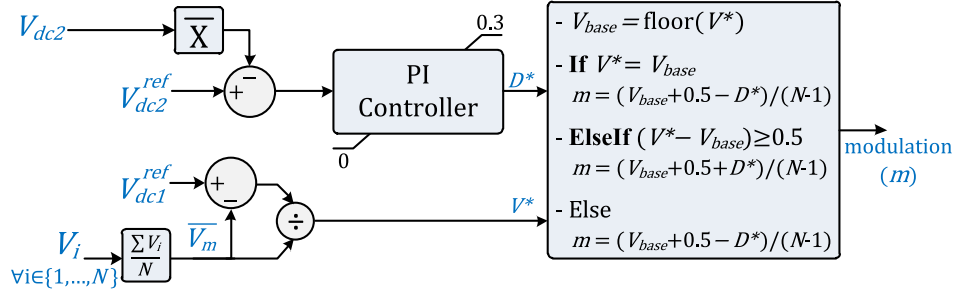 V_dc2
X̅
0.3
- V_base = floor(V*)
- If V* = V_base
m = (V_base+0.5−D*)/(N-1)
- ElseIf (V*− V_base)≥0.5
m = (V_base+0.5+D*)/(N-1)
- Else
m = (V_base+0.5−D*)/(N-1)
−
+
V_dc2^ref
PI
Controller
D*
0
modulation
(m)
V_dc1^ref
+
−
÷
V*
V_i
∀i∈{1,...,N}
∑ V_i
N
V̅_m̅